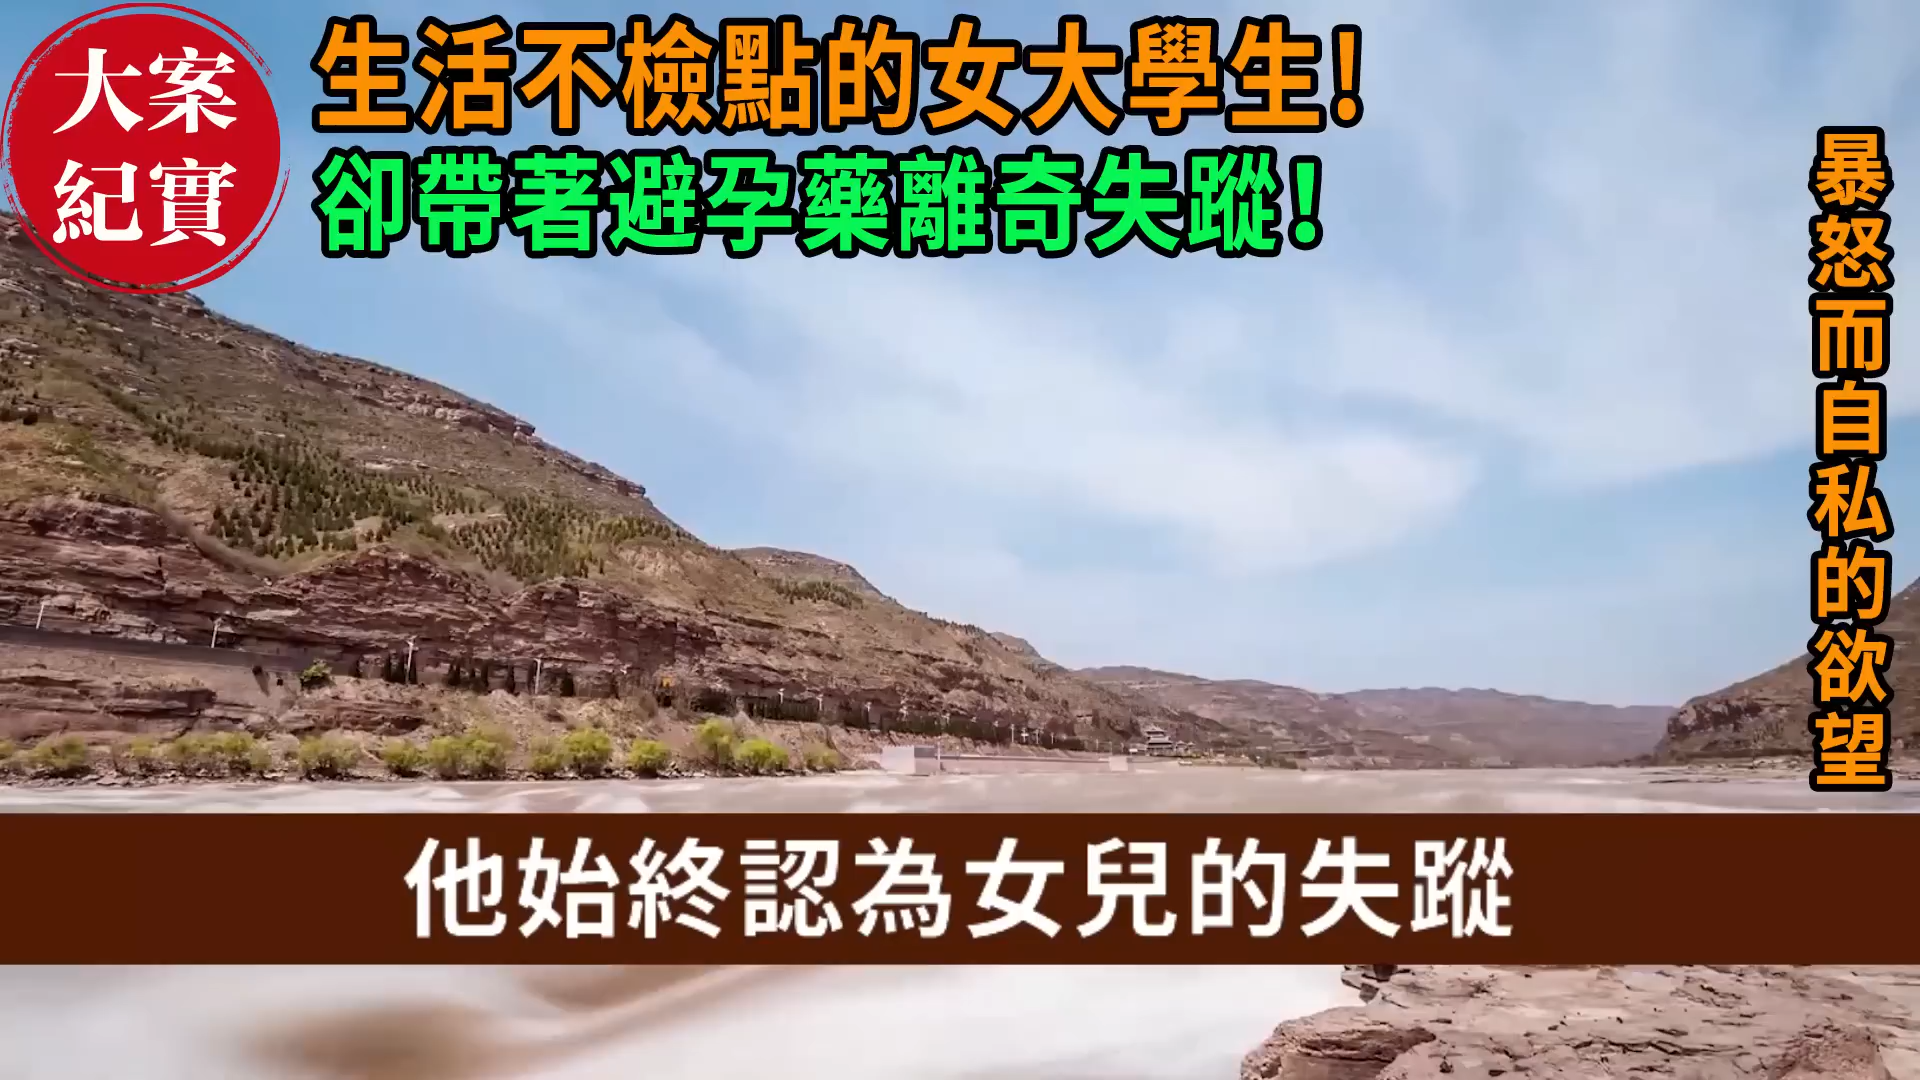 大案
紀實
生活不檢點的女大學生!
卻帶著避孕藥離奇失蹤!
暴怒而自私的欲望
他始終認為女兒的失蹤